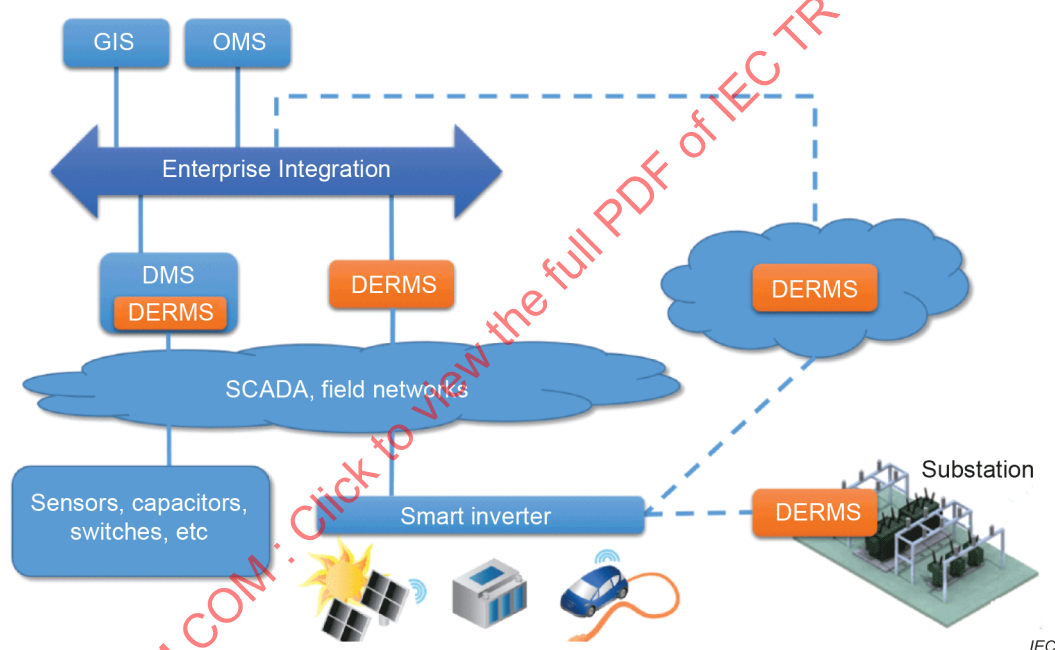 GIS
OMS
Enterprise Integration
DMS
DERMS
DERMS
DERMS
SCADA, field networks
Sensors, capacitors,
switches, etc
Smart inverter
DERMS
Substation
IEC
COM : Click to view the full PDF of IEC TR